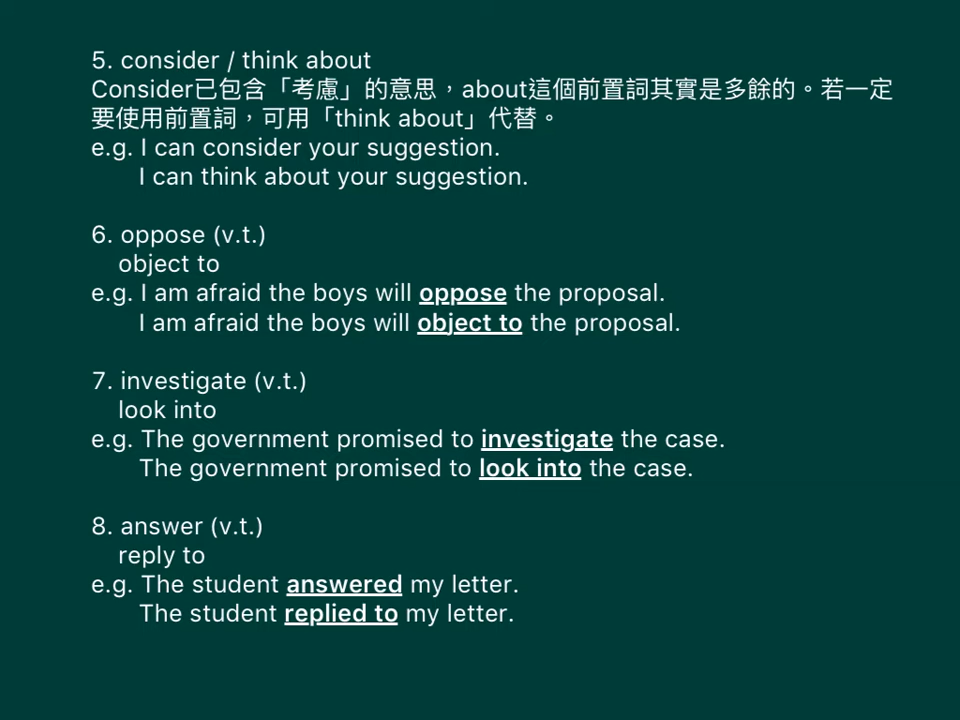 5. consider / think about
Consider已包含「考慮」的意思，about這個前置詞其實是多餘的。若一定
要使用前置詞，可用「think about」代替。
e.g. I can consider your suggestion.
I can think about your suggestion.
6. oppose (v.t.)
object to
e.g. I am afraid the boys will oppose the proposal.
I am afraid the boys will object to the proposal.
7. investigate (v.t.)
look into
e.g. The government promised to investigate the case.
The government promised to look into the case.
8. answer (v.t.)
reply to
e.g. The student answered my letter.
The student replied to my letter.